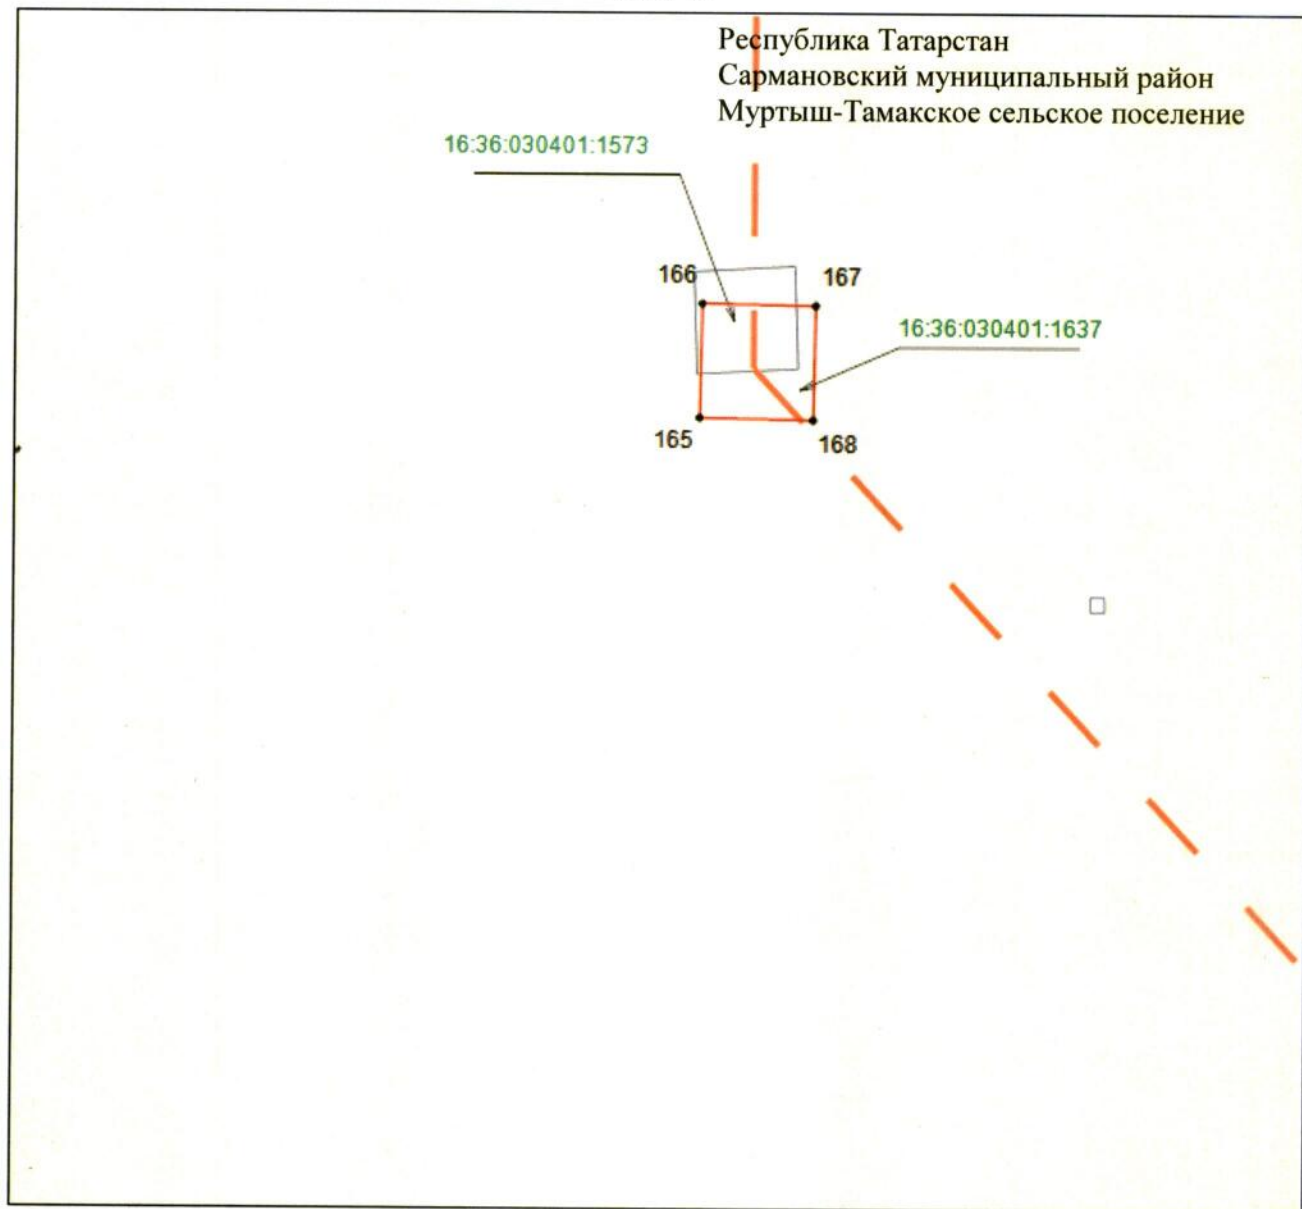 Республика Татарстан
Сармановский муниципальный район
Муртыш-Тамакское сельское поселение
16:36:030401:1573
166
167
16:36:030401:1637
165
168